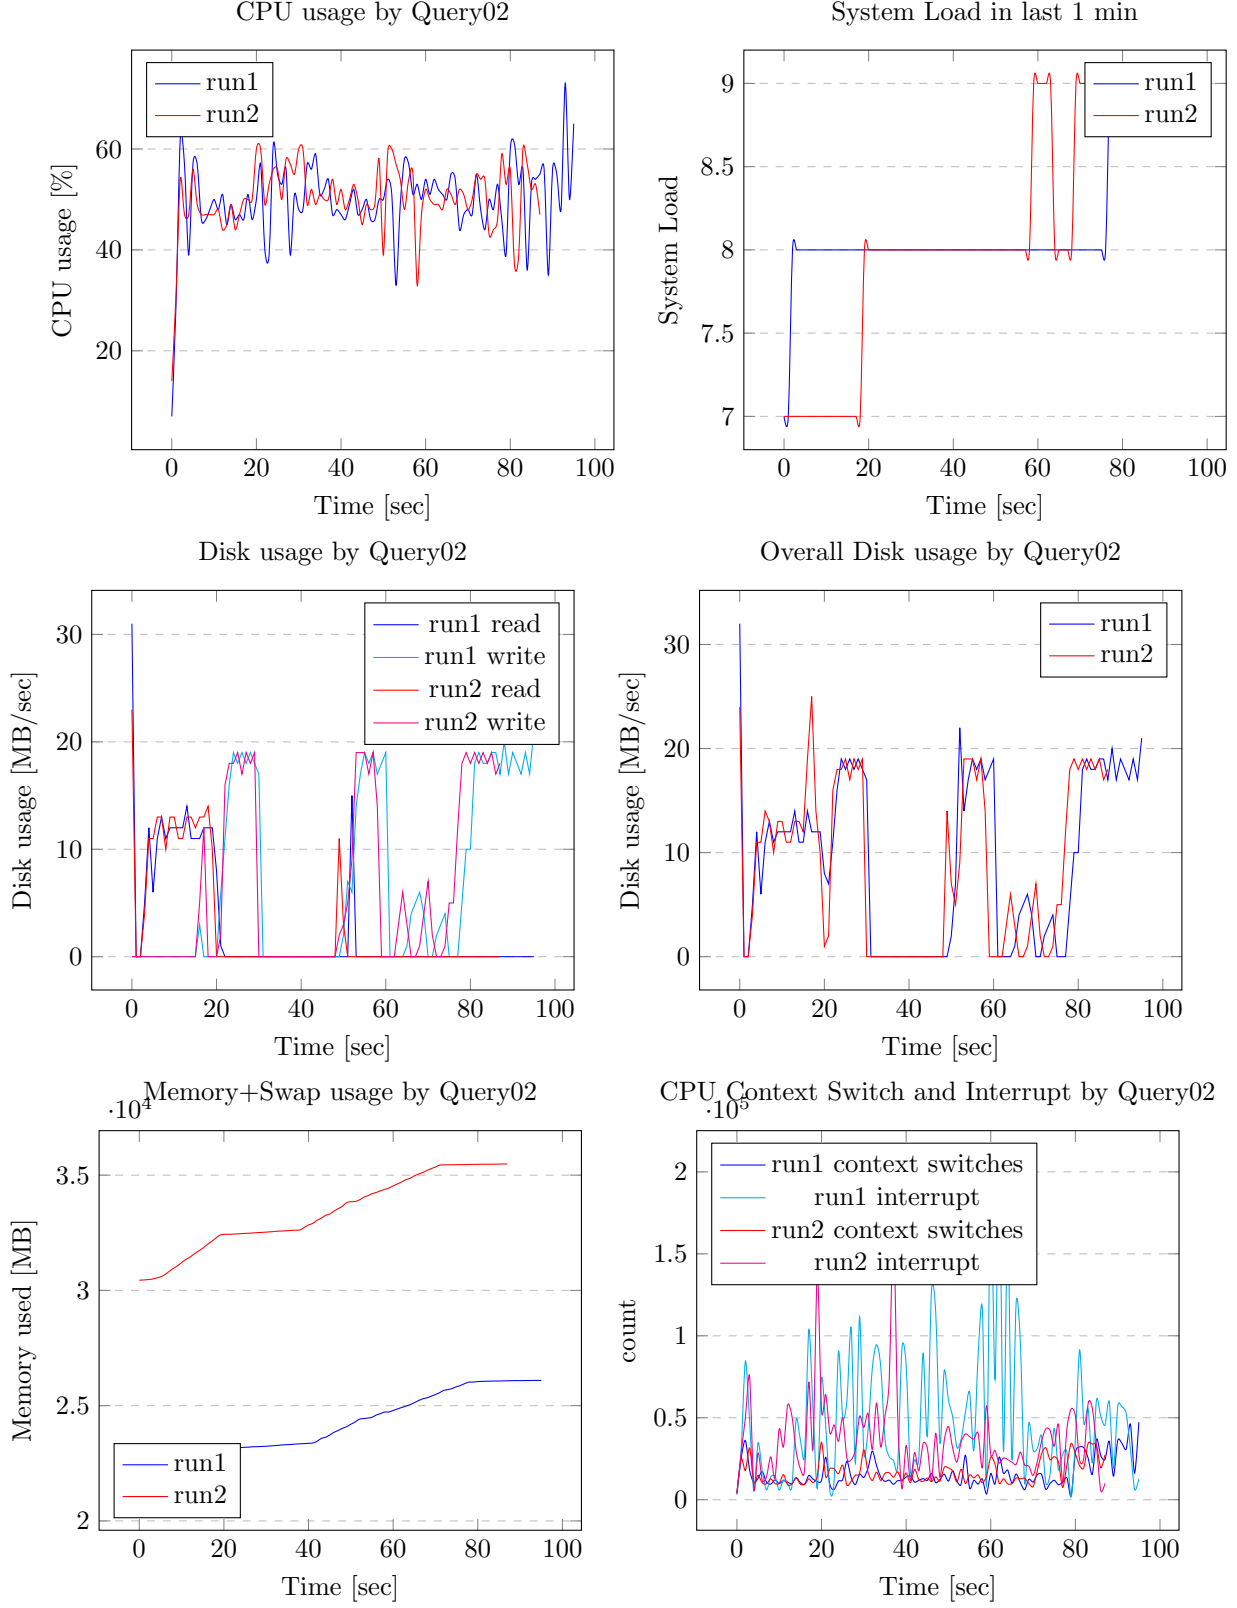 CPU usage by Query02
run1
run2
60
40
20
CPU usage [%]
0 20 40 60 80 100
Time [sec]
System Load in last 1 min
run1
run2
9
8.5
8
7.5
7
System Load
0 20 40 60 80 100
Time [sec]
Disk usage by Query02
run1 read
run1 write
run2 read
run2 write
30
20
10
0
Disk usage [MB/sec]
0 20 40 60 80 100
Time [sec]
Overall Disk usage by Query02
run1
run2
30
20
10
0
Disk usage [MB/sec]
0 20 40 60 80 100
Time [sec]
Memory+Swap usage by Query02
·10^4
3.5
3
2.5
2
Memory used [MB]
run1
run2
0 20 40 60 80 100
Time [sec]
CPU Context Switch and Interrupt by Query02
·10^5
run1 context switches
run1 interrupt
run2 context switches
run2 interrupt
2
1.5
1
0.5
0
count
0 20 40 60 80 100
Time [sec]